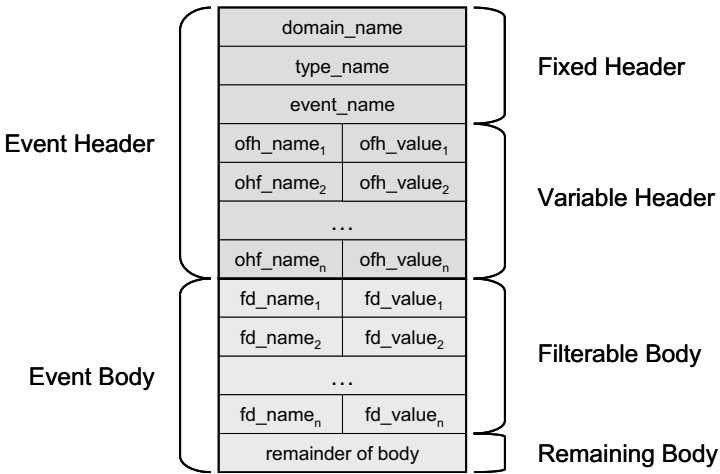 domain_name
Fixed Header
type_name
event_name
Event Header
ofh_name1 ofh_value1
ohf_name2 ofh_value2
Variable Header
...
ohf_namen ofh_valuen
fd_name1 fd_value1
fd_name2 fd_value2
Filterable Body
Event Body
...
fd_namen fd_valuen
remainder of body
Remaining Body